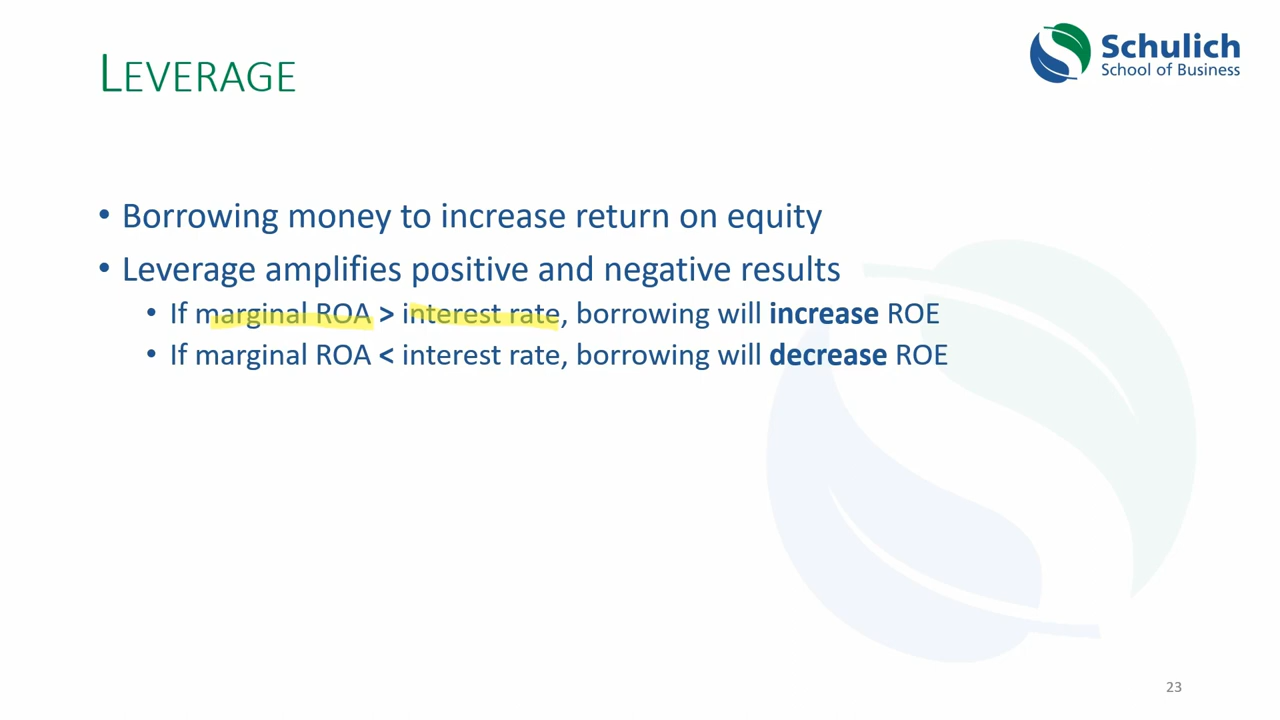 LEVERAGE
Schulich
School of Business
• Borrowing money to increase return on equity
• Leverage amplifies positive and negative results
• If marginal ROA > interest rate, borrowing will increase ROE
• If marginal ROA < interest rate, borrowing will decrease ROE
23